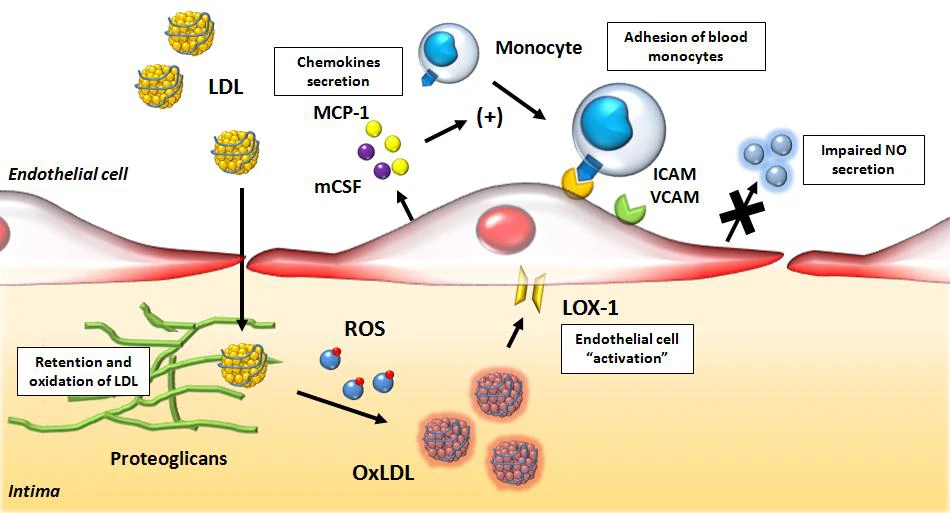 LDL
Chemokines
secretion
MCP-1
mCSF
(+)
Monocyte
Adhesion of blood
monocytes
ICAM
VCAM
Impaired NO
secretion
Endothelial cell
LOX-1
Endothelial cell
“activation”
ROS
Retention and
oxidation of LDL
Proteoglicans
OxLDL
Intima